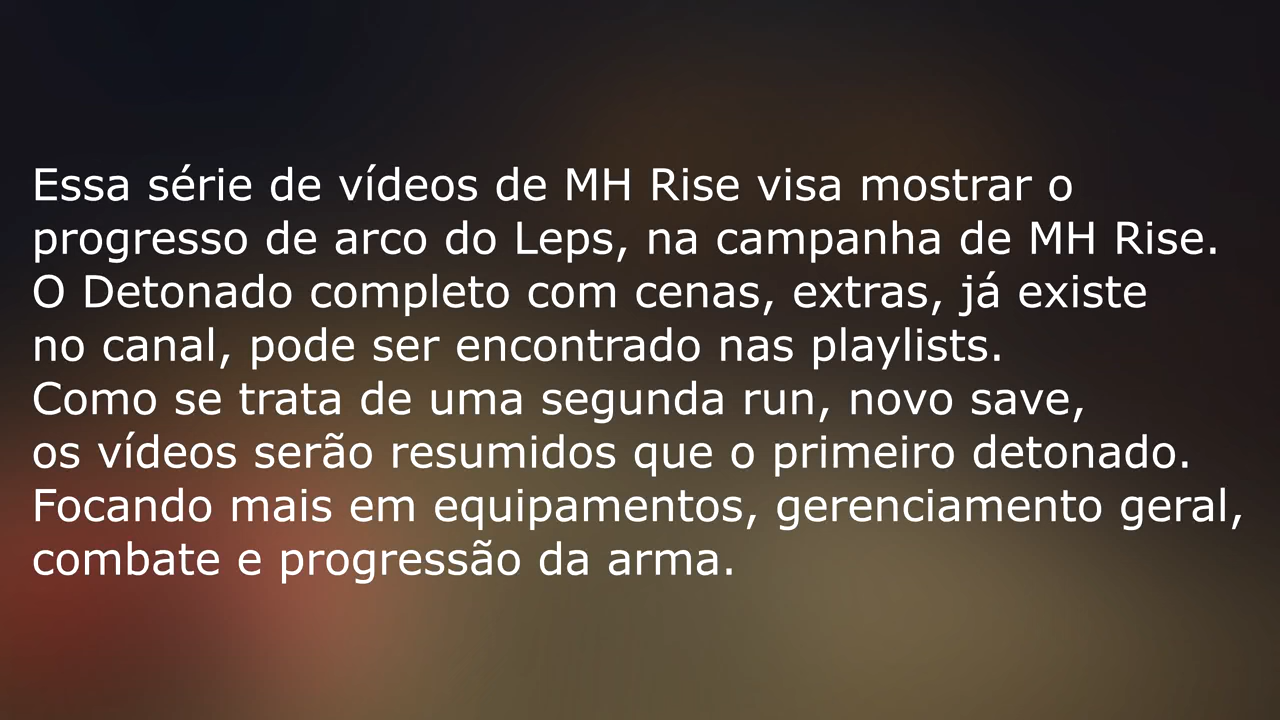 Essa série de vídeos de MH Rise visa mostrar o
progresso de arco do Leps, na campanha de MH Rise.
O Detonado completo com cenas, extras, já existe
no canal, pode ser encontrado nas playlists.
Como se trata de uma segunda run, novo save,
os vídeos serão resumidos que o primeiro detonado.
Focando mais em equipamentos, gerenciamento geral,
combate e progressão da arma.